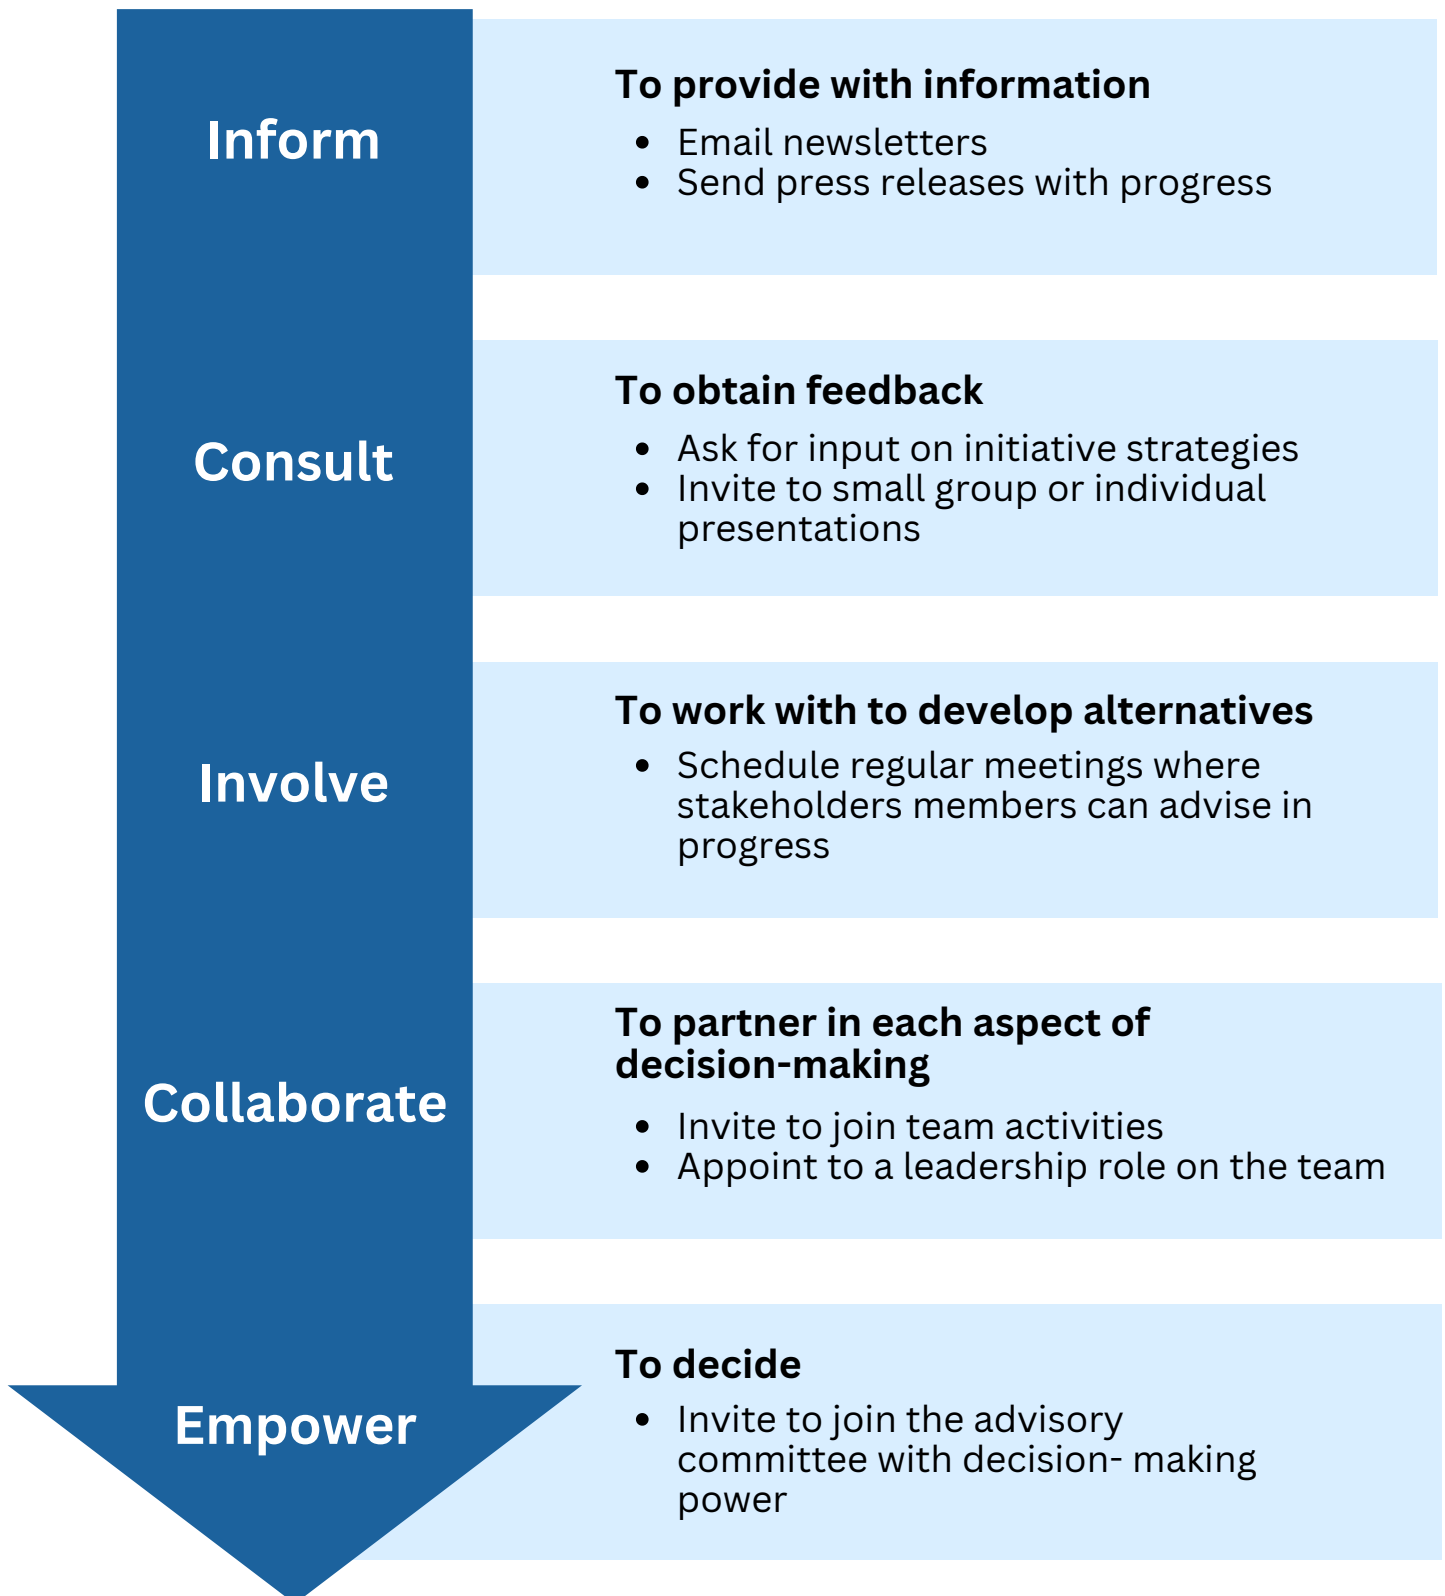 Inform
To provide with information
• Email newsletters
• Send press releases with progress
Consult
To obtain feedback
• Ask for input on initiative strategies
• Invite to small group or individual
presentations
Involve
To work with to develop alternatives
• Schedule regular meetings where
stakeholders members can advise in
progress
Collaborate
To partner in each aspect of
decision-making
• Invite to join team activities
• Appoint to a leadership role on the team
Empower
To decide
• Invite to join the advisory
committee with decision- making
power